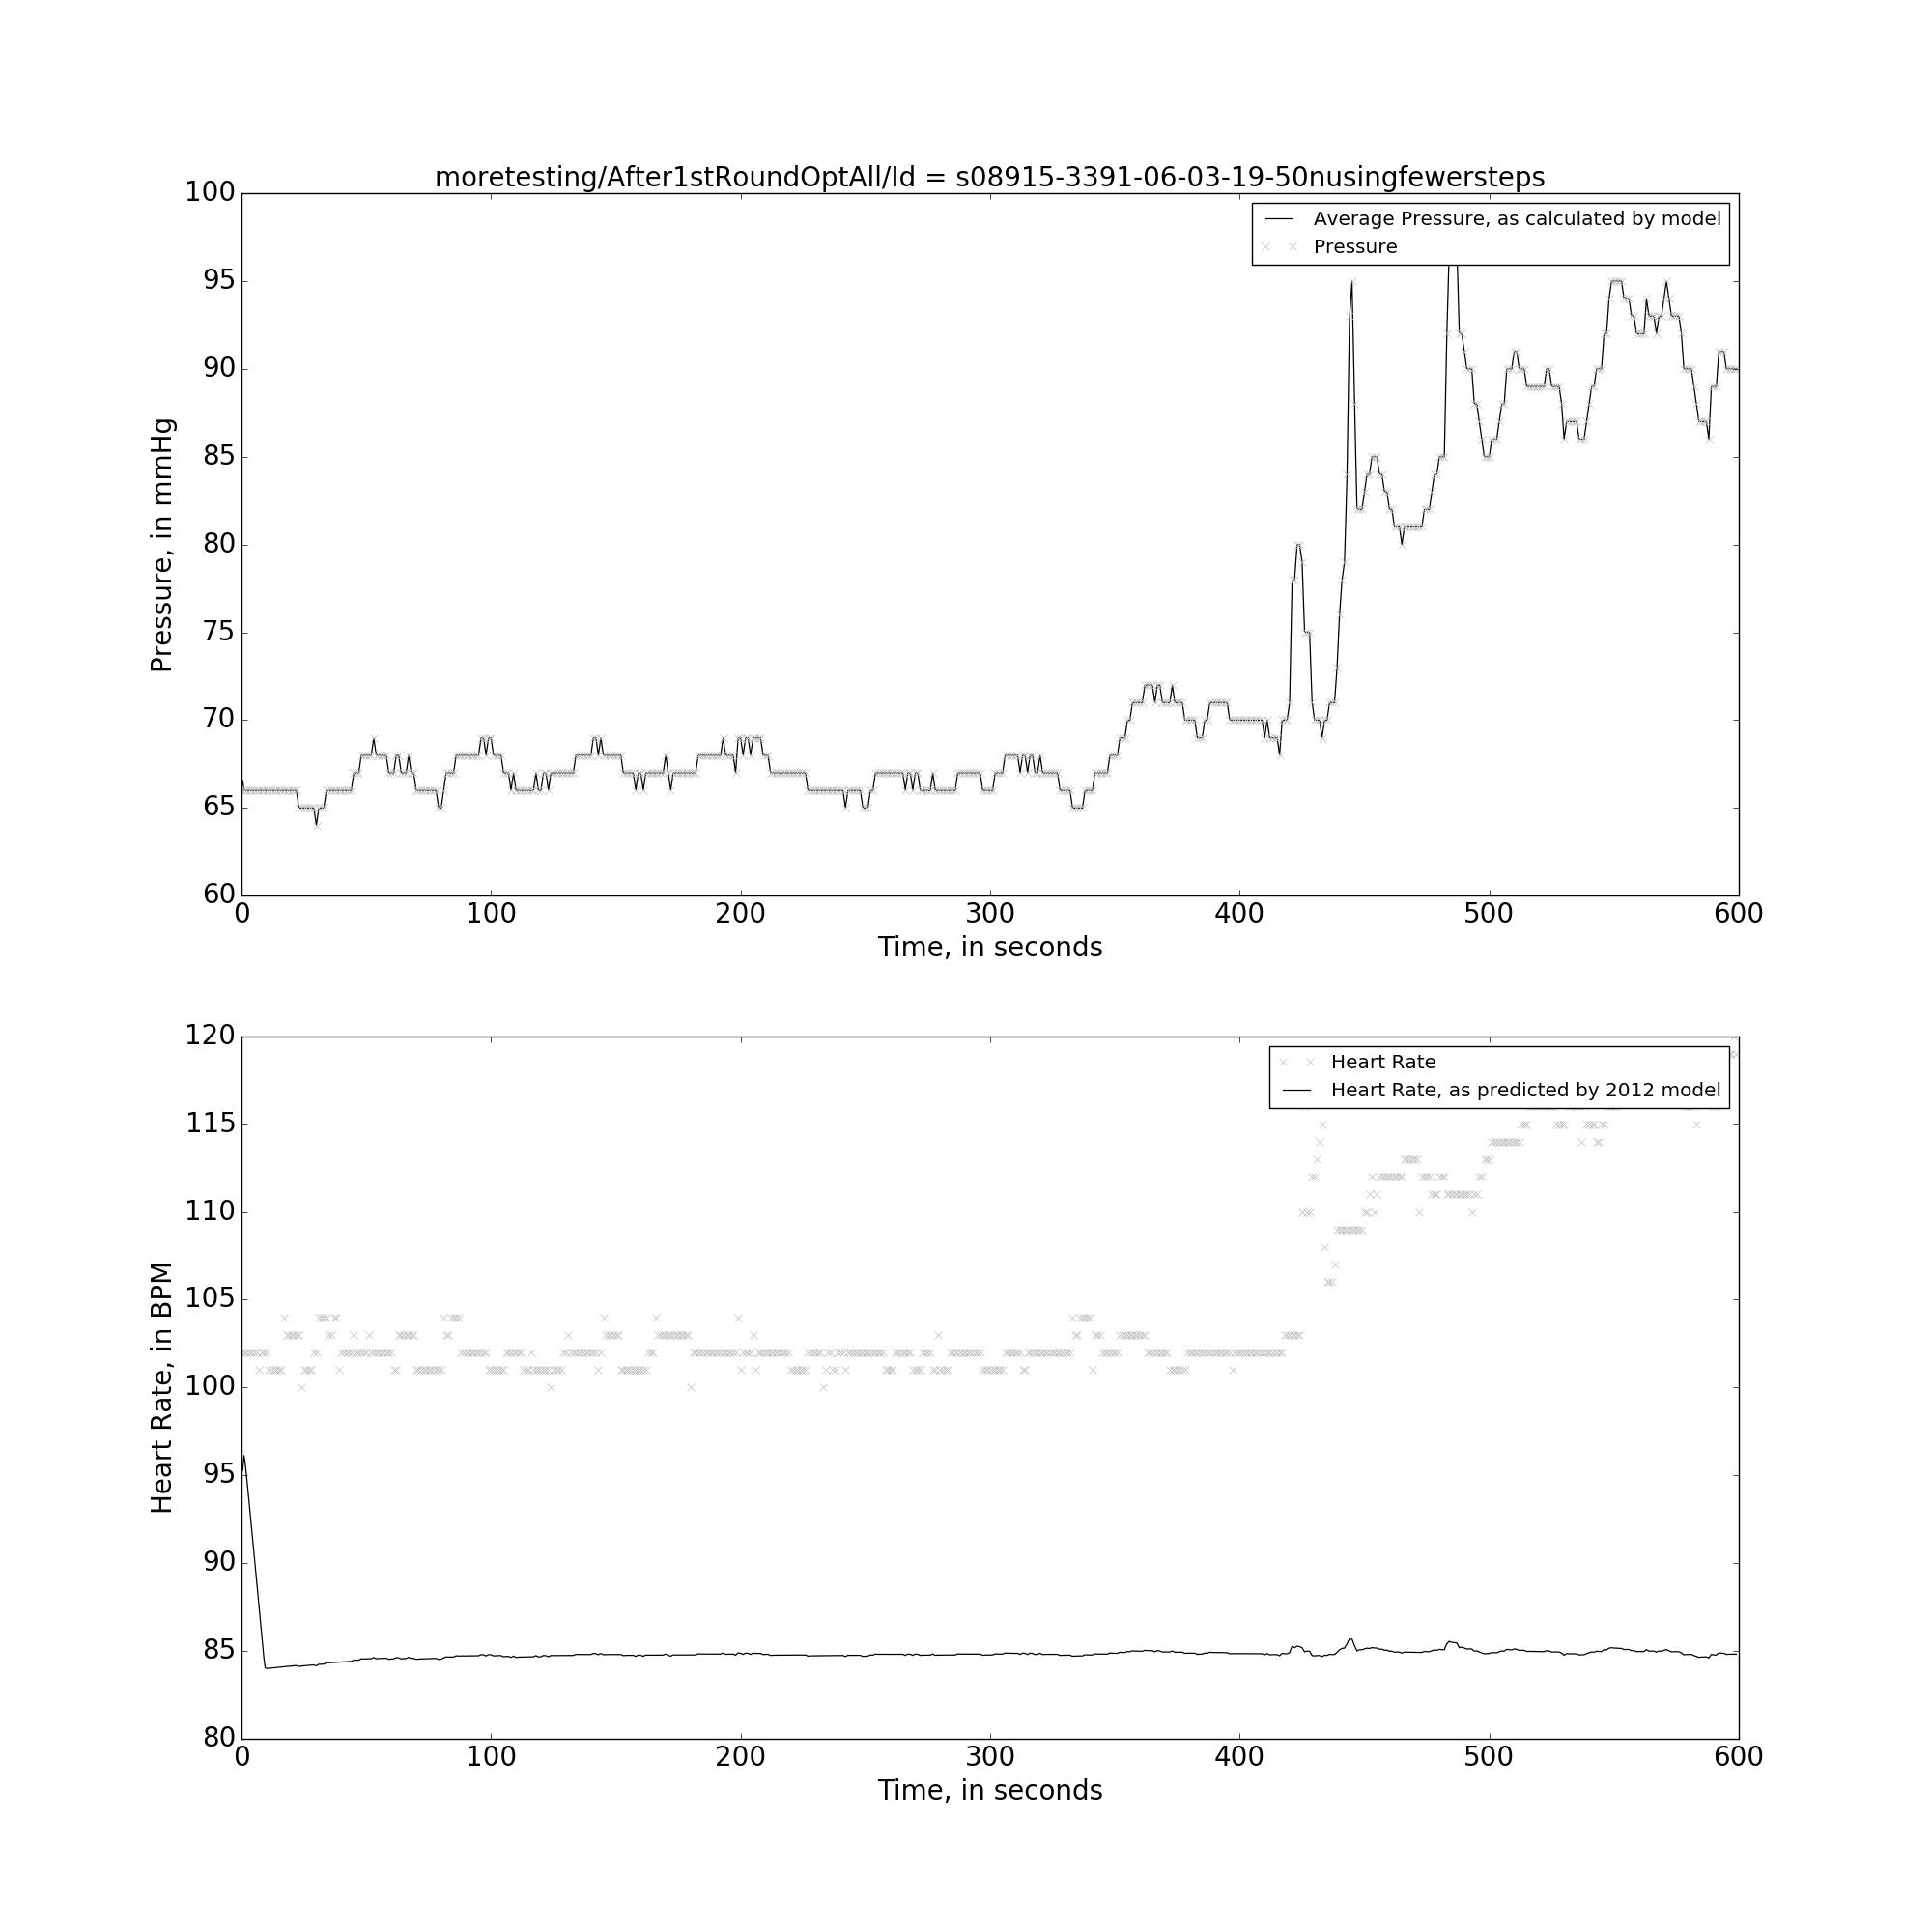 moretesting/After1stRoundOptAll/Id = s08915-3391-06-03-19-50nusingfewersteps
100
95
90
85
80
75
70
65
60
Pressure, in mmHg
Average Pressure, as calculated by model
Pressure
0 100 200 300 400 500 600
Time, in seconds
120
115
110
105
100
95
90
85
80
Heart Rate, in BPM
Heart Rate
Heart Rate, as predicted by 2012 model
0 100 200 300 400 500 600
Time, in seconds